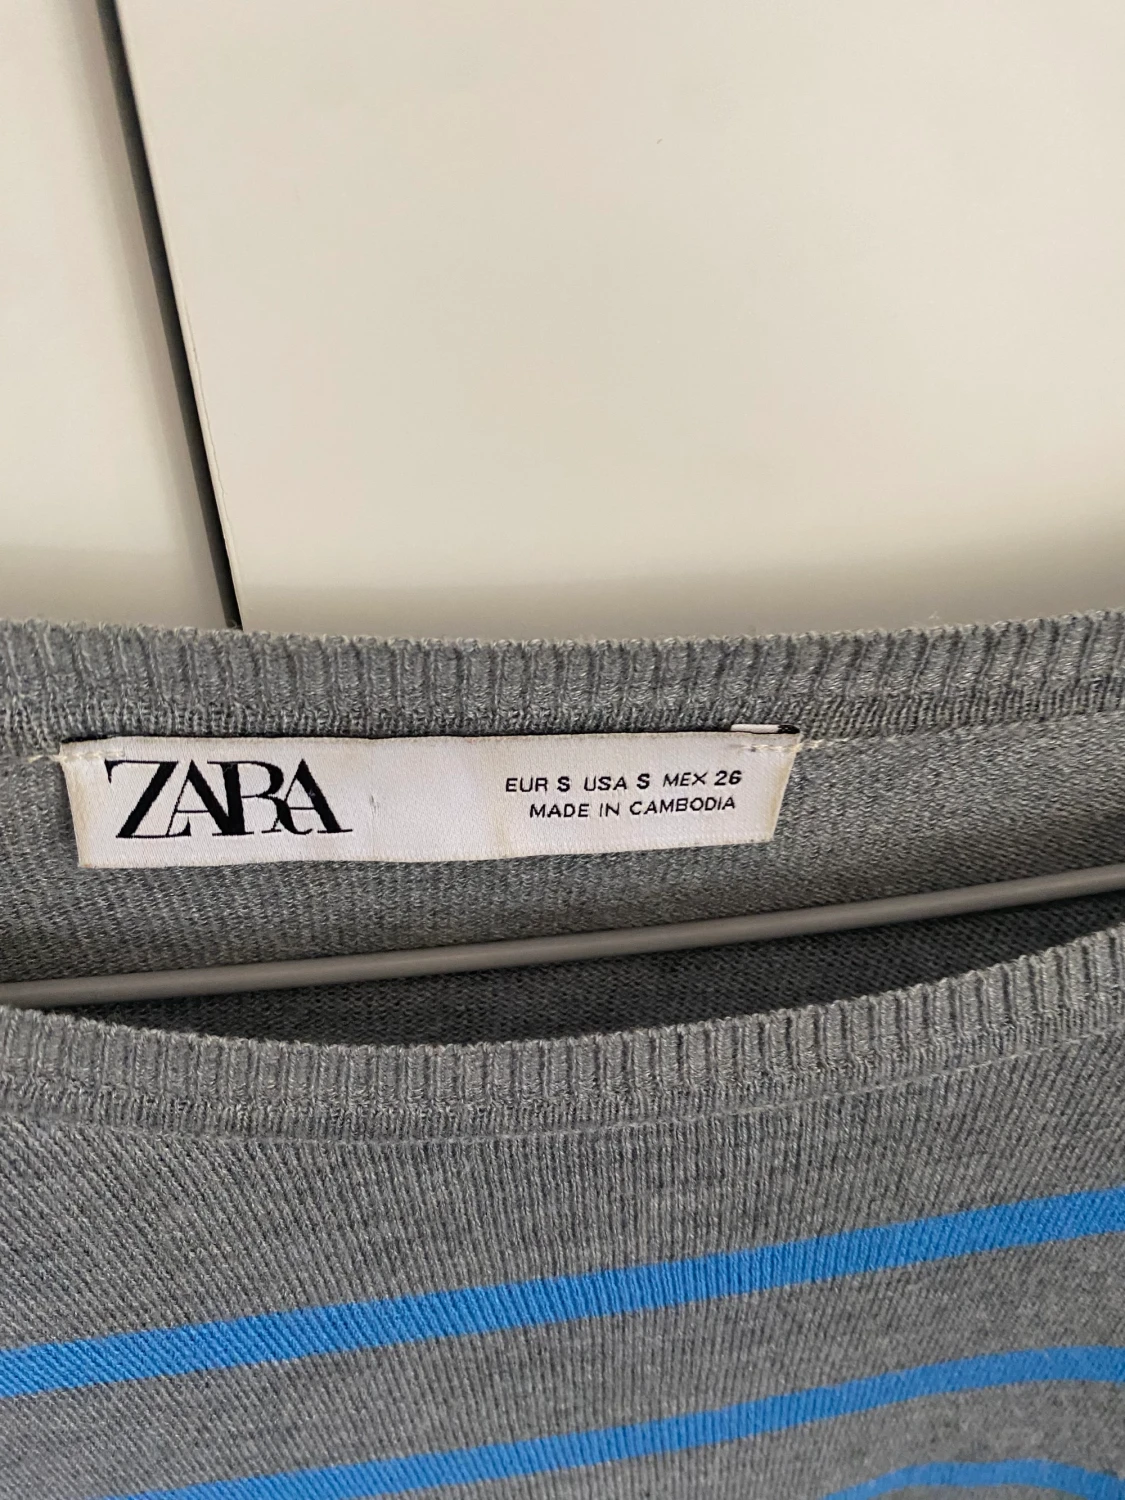 ZARA
EUR S USA S MEX 26
MADE IN CAMBODIA